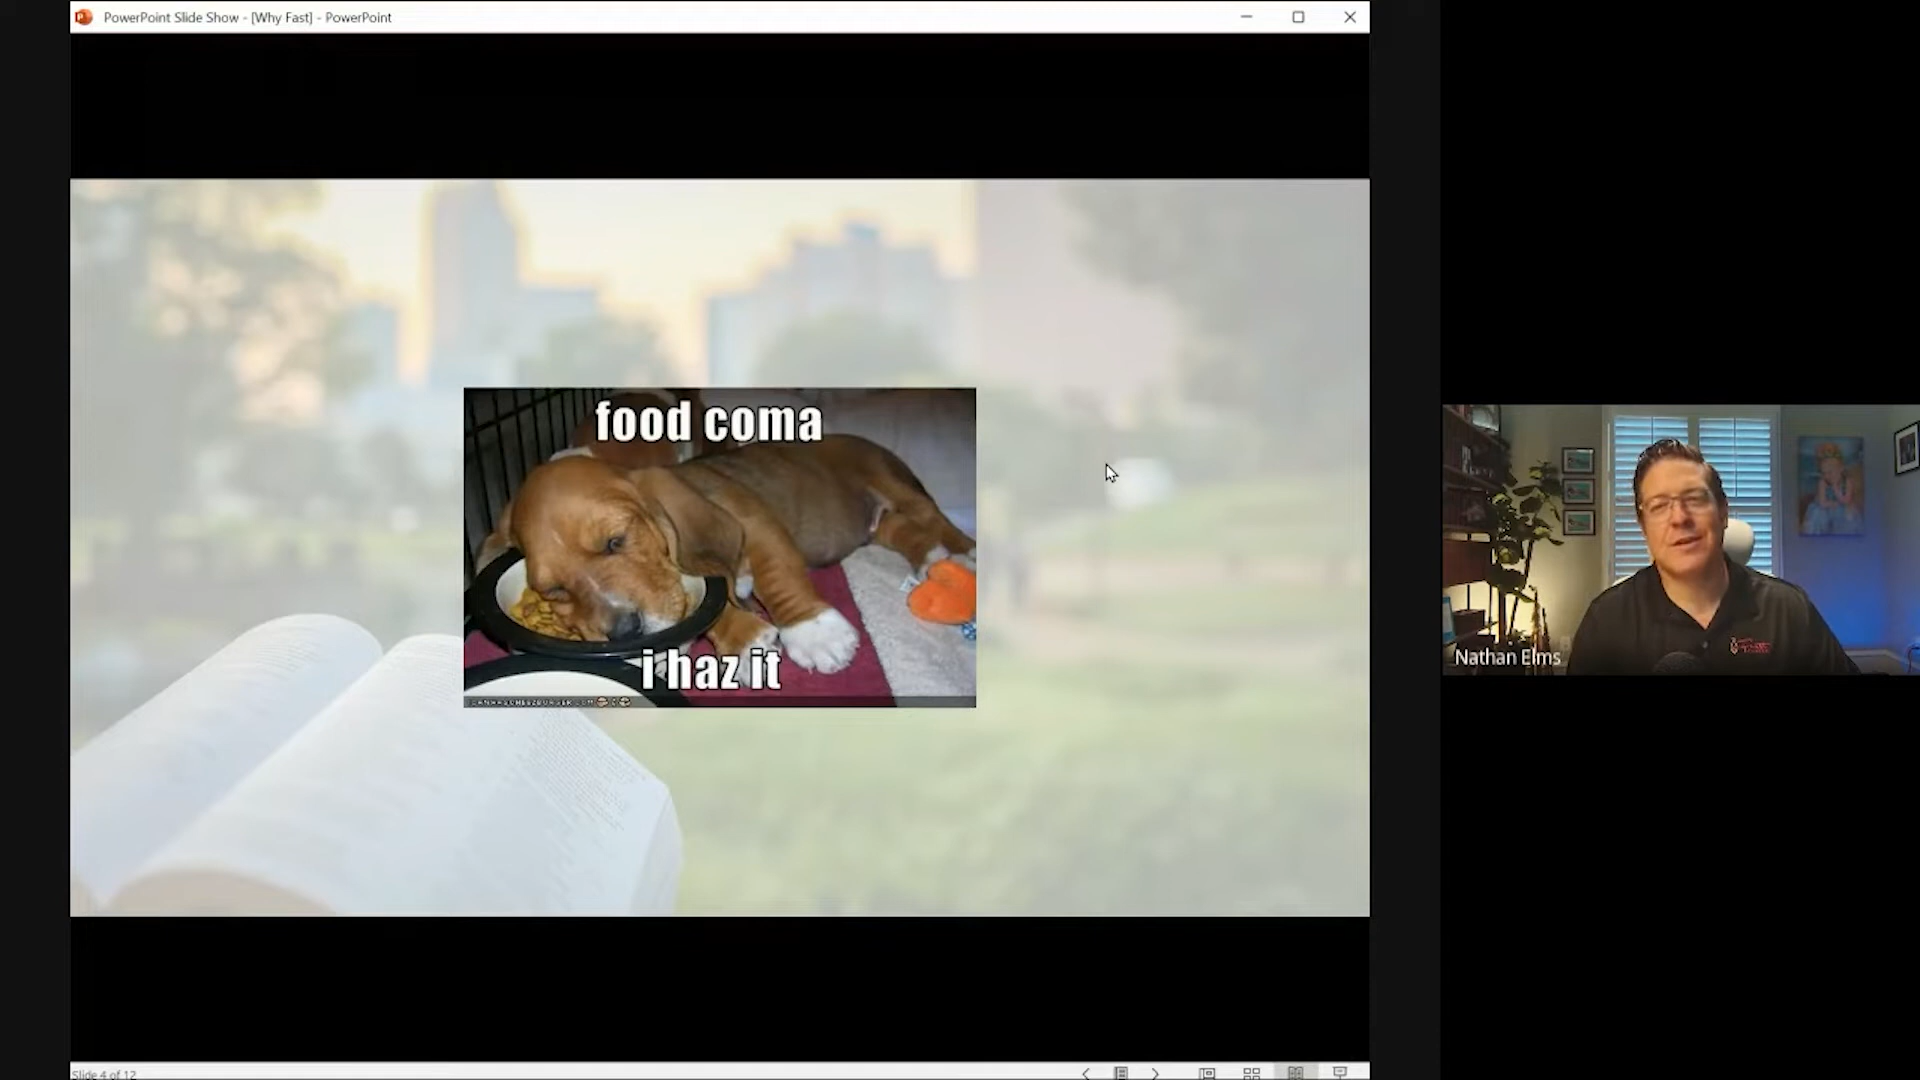 PowerPoint Slide Show - [Why Fast] - PowerPoint
food coma
i haz it
Nathan Elms
Slide 4 of 12